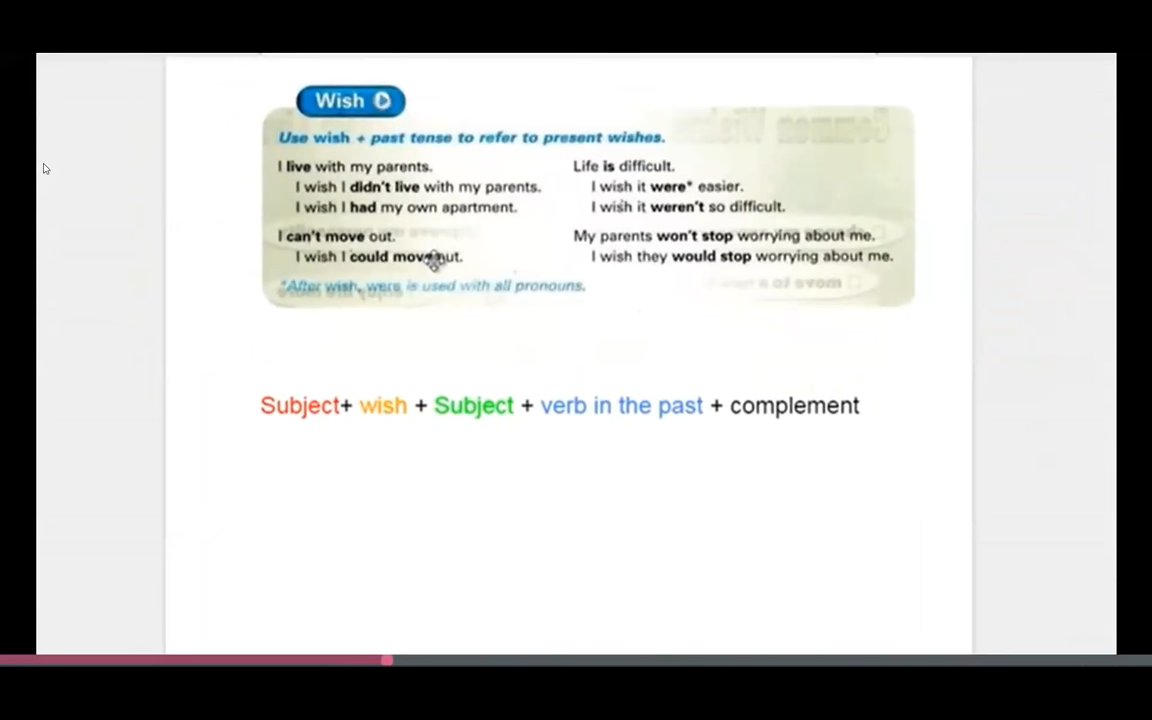 Wish
Use wish + past tense to refer to present wishes.
I live with my parents.
I wish I didn't live with my parents.
I wish I had my own apartment.
I can't move out.
I wish I could move out.
Life is difficult.
I wish it were* easier.
I wish it weren't so difficult.
My parents won't stop worrying about me.
I wish they would stop worrying about me.
*After wish, were is used with all pronouns.
Subject+ wish + Subject + verb in the past + complement